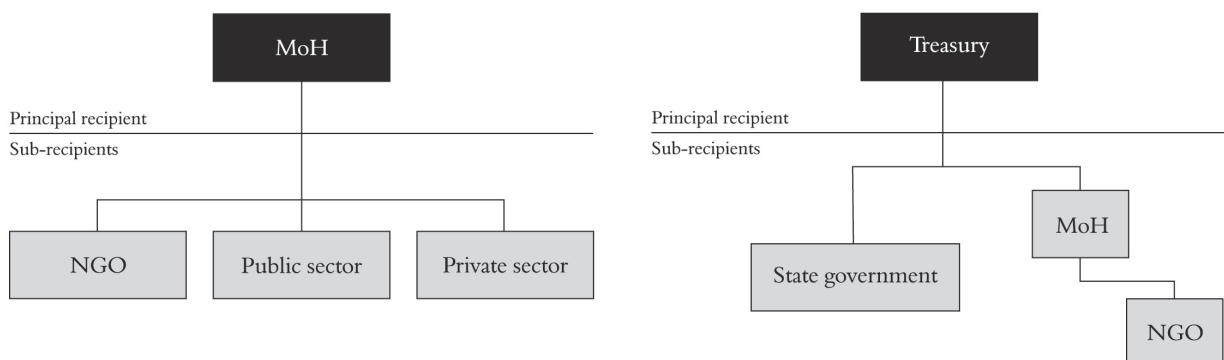 MoH
Principal recipient
Sub-recipients
NGO
Public sector
Private sector
Treasury
Principal recipient
Sub-recipients
MoH
State government
NGO